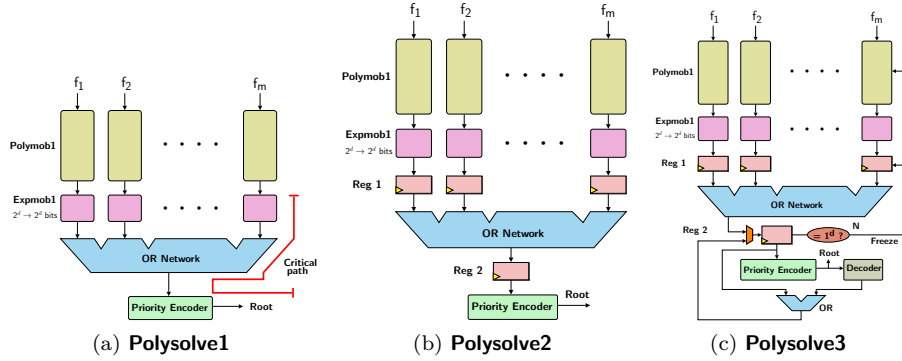 f1 f2 fm
Polymob1
Expmob1
2^d → 2^d bits
OR Network
Critical path
Priority Encoder
Root
(a) Polysolve1
f1 f2 fm
Polymob1
Expmob1
2^d → 2^d bits
Reg 1
OR Network
Reg 2
Priority Encoder
Root
(b) Polysolve2
f1 f2 fm
Polymob1
Expmob1
2^d → 2^d bits
Reg 1
OR Network
Reg 2
= 1^d ?
N
Freeze
Root
Priority Encoder
Decoder
OR
(c) Polysolve3